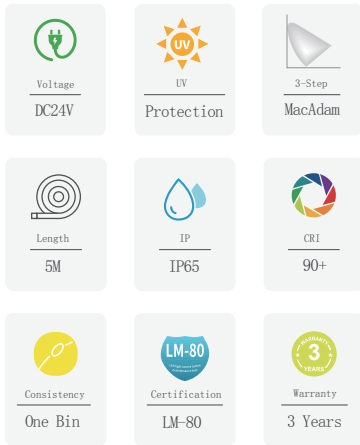 Voltage
DC24V
UV
UV
Protection
3-Step
MacAdam
Length
5M
IP
IP65
CRI
90+
Consistency
One Bin
LM-80
Certification
LM-80
WARRANTY
3
YEARS
Warranty
3 Years